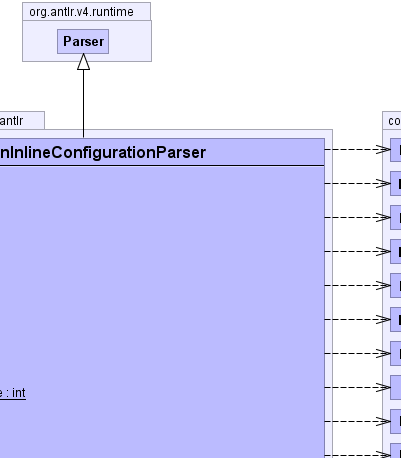 org.antlr.v4.runtime
Parser
antlr
co
nInlineConfigurationParser
e : int